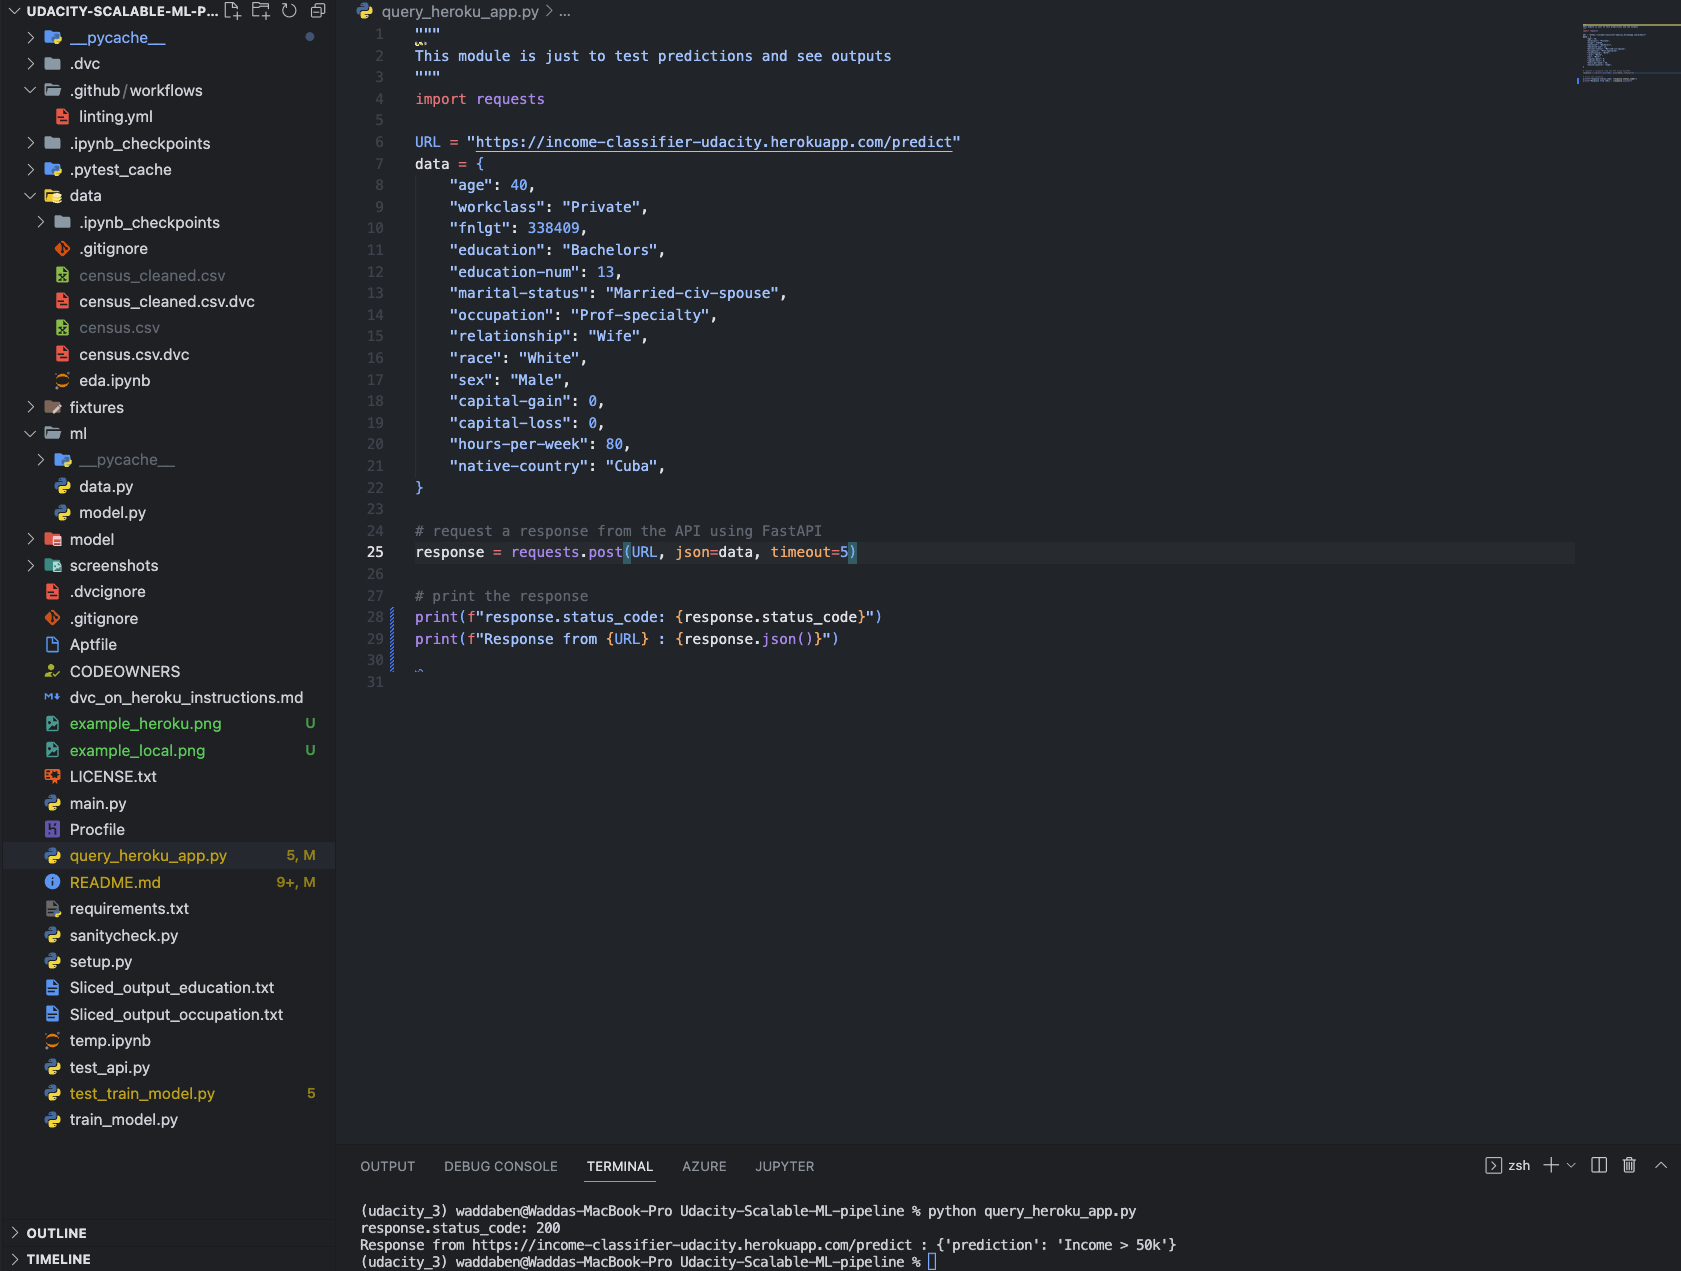 UDACITY-SCALABLE-ML-P...
__pycache__
.dvc
.github/workflows
linting.yml
.ipynb_checkpoints
.pytest_cache
data
.ipynb_checkpoints
.gitignore
census_cleaned.csv
census_cleaned.csv.dvc
census.csv
census.csv.dvc
eda.ipynb
fixtures
ml
__pycache__
data.py
model.py
model
screenshots
.dvcignore
.gitignore
Aptfile
CODEOWNERS
dvc_on_heroku_instructions.md
example_heroku.png U
example_local.png U
LICENSE.txt
main.py
Procfile
query_heroku_app.py 5, M
README.md 9+, M
requirements.txt
sanitycheck.py
setup.py
Sliced_output_education.txt
Sliced_output_occupation.txt
temp.ipynb
test_api.py
test_train_model.py 5
train_model.py
OUTLINE
TIMELINE
query_heroku_app.py > ...
1 """
2 This module is just to test predictions and see outputs
3 """
4 import requests
5
6 URL = "https://income-classifier-udacity.herokuapp.com/predict"
7 data = {
8 "age": 40,
9 "workclass": "Private",
10 "fnlgt": 338409,
11 "education": "Bachelors",
12 "education-num": 13,
13 "marital-status": "Married-civ-spouse",
14 "occupation": "Prof-specialty",
15 "relationship": "Wife",
16 "race": "White",
17 "sex": "Male",
18 "capital-gain": 0,
19 "capital-loss": 0,
20 "hours-per-week": 80,
21 "native-country": "Cuba",
22 }
23
24 # request a response from the API using FastAPI
25 response = requests.post(URL, json=data, timeout=5)
26
27 # print the response
28 print(f"response.status_code: {response.status_code}")
29 print(f"Response from {URL} : {response.json()}")
30
31
OUTPUT DEBUG CONSOLE TERMINAL AZURE JUPYTER zsh
(udacity_3) waddaben@Waddas-MacBook-Pro Udacity-Scalable-ML-pipeline % python query_heroku_app.py
response.status_code: 200
Response from https://income-classifier-udacity.herokuapp.com/predict : {'prediction': 'Income > 50k'}
(udacity_3) waddaben@Waddas-MacBook-Pro Udacity-Scalable-ML-pipeline %